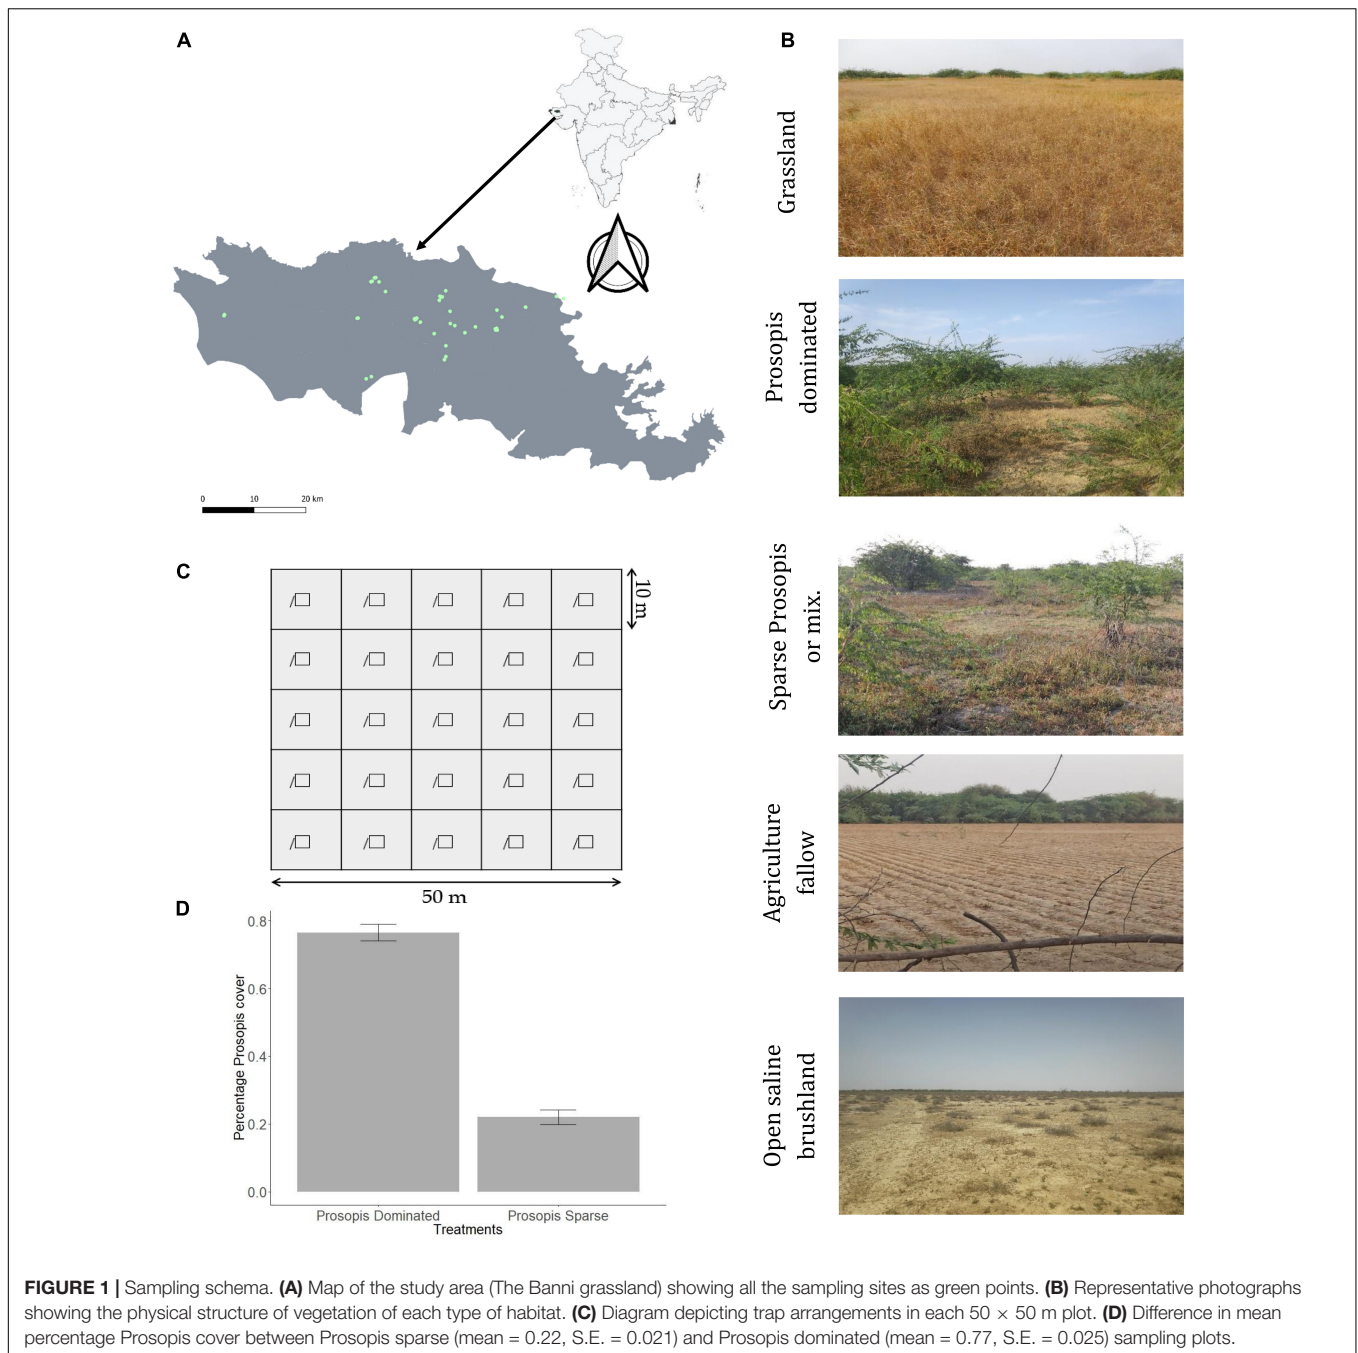 A
B
Grassland
Prosopis
dominated
Sparse Prosopis
or mix.
Agriculture
fallow
Open saline
brushland
0 10 20 km
C
10 m
50 m
D
Percentage Prosopis cover
0.8
0.6
0.4
0.2
0.0
Prosopis Dominated Prosopis Sparse
Treatments
FIGURE 1 | Sampling schema. (A) Map of the study area (The Banni grassland) showing all the sampling sites as green points. (B) Representative photographs
showing the physical structure of vegetation of each type of habitat. (C) Diagram depicting trap arrangements in each 50 × 50 m plot. (D) Difference in mean
percentage Prosopis cover between Prosopis sparse (mean = 0.22, S.E. = 0.021) and Prosopis dominated (mean = 0.77, S.E. = 0.025) sampling plots.